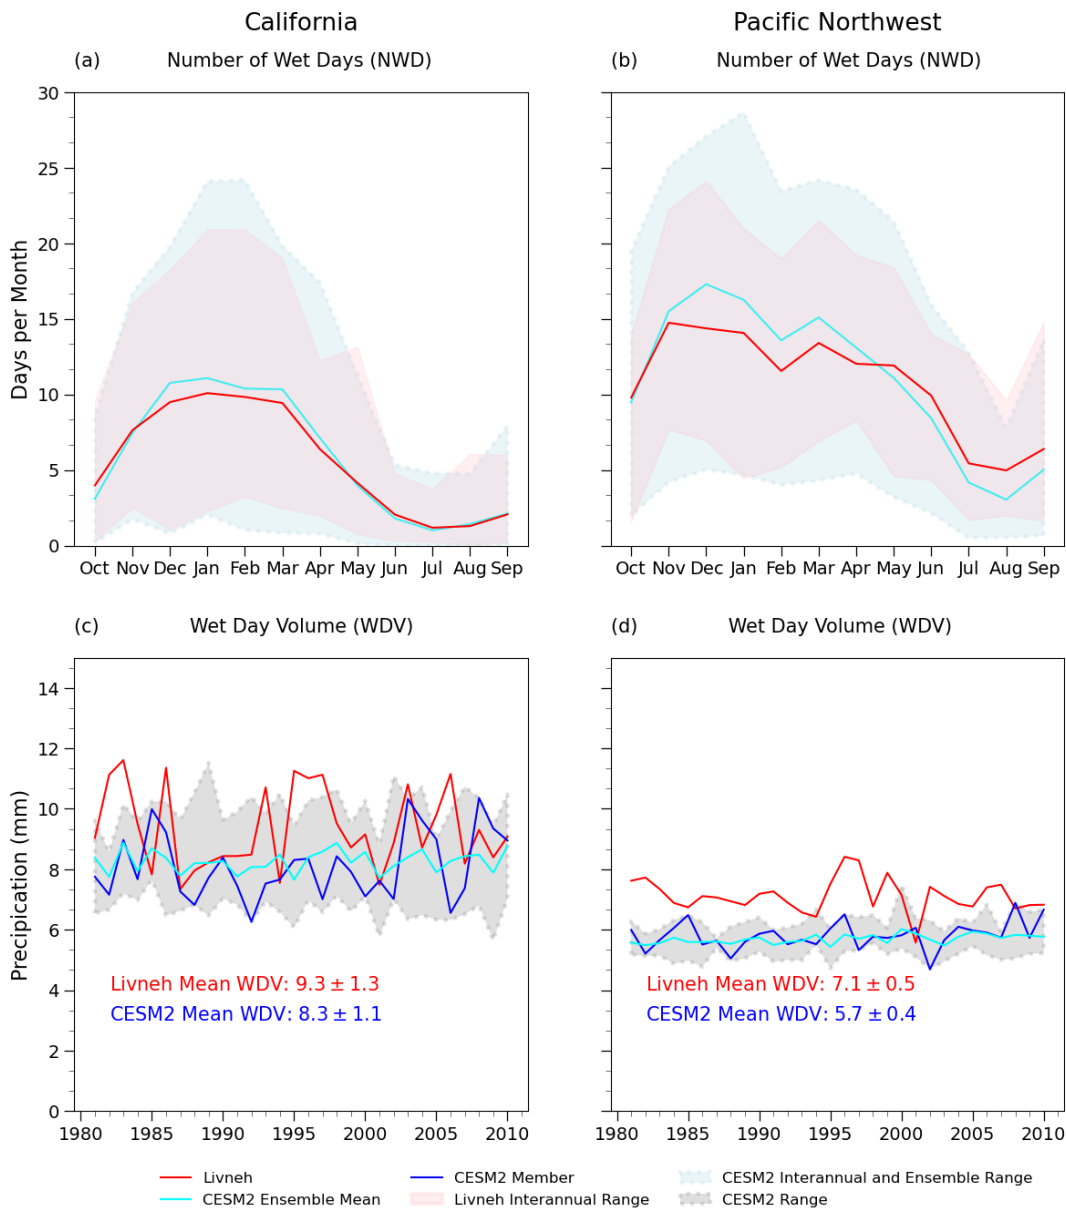 California
Pacific Northwest
(a) Number of Wet Days (NWD)
(b) Number of Wet Days (NWD)
30
25
20
15
10
5
0
Days per Month
Oct Nov Dec Jan Feb Mar Apr May Jun Jul Aug Sep
Oct Nov Dec Jan Feb Mar Apr May Jun Jul Aug Sep
(c) Wet Day Volume (WDV)
(d) Wet Day Volume (WDV)
14
12
10
8
6
4
2
0
Precipication (mm)
Livneh Mean WDV: 9.3 ± 1.3
CESM2 Mean WDV: 8.3 ± 1.1
Livneh Mean WDV: 7.1 ± 0.5
CESM2 Mean WDV: 5.7 ± 0.4
1980 1985 1990 1995 2000 2005 2010
1980 1985 1990 1995 2000 2005 2010
Livneh
CESM2 Ensemble Mean
CESM2 Member
Livneh Interannual Range
CESM2 Interannual and Ensemble Range
CESM2 Range